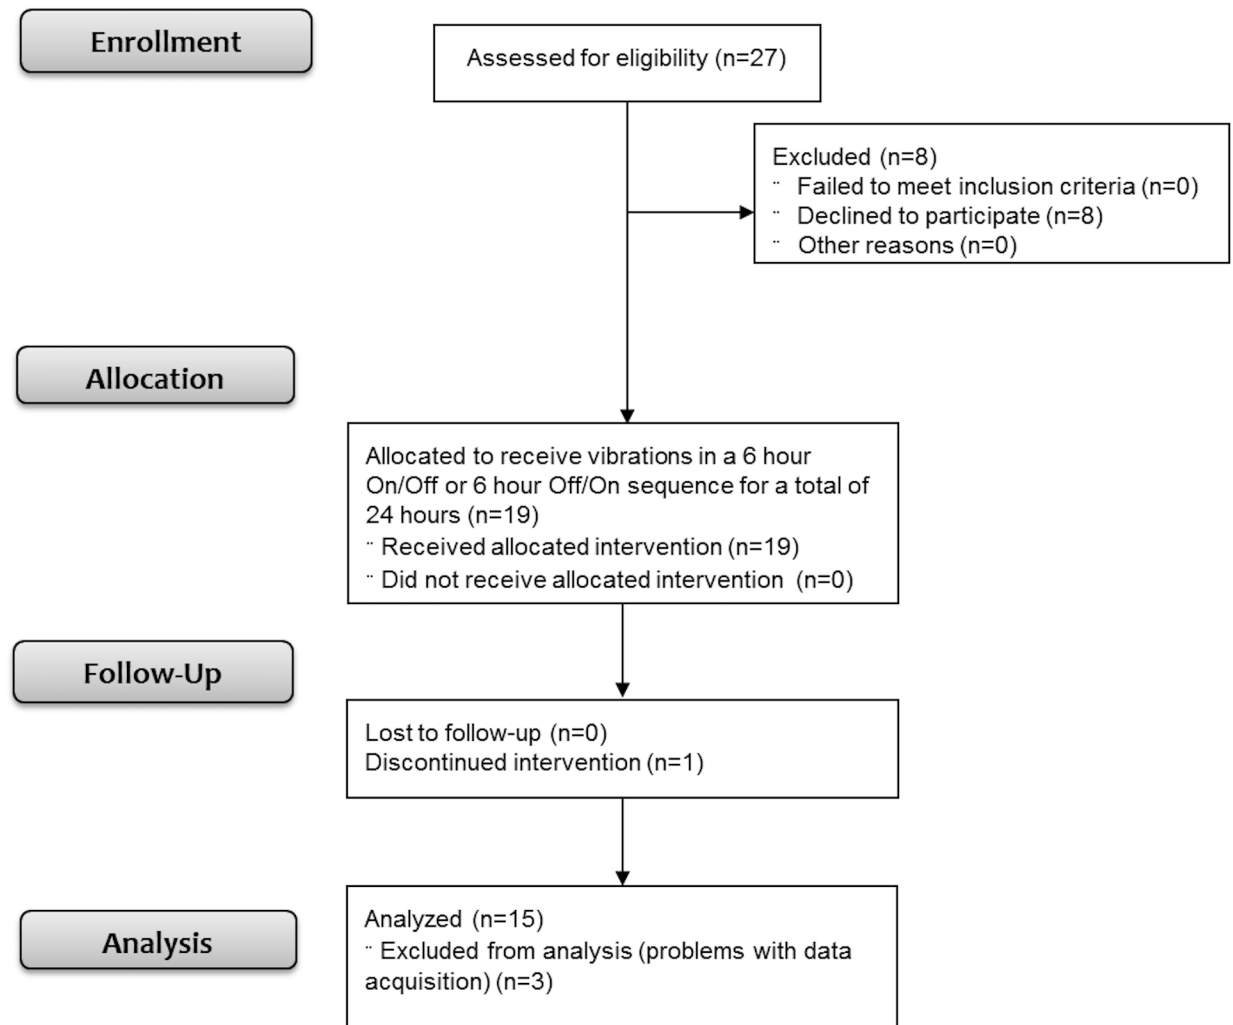 Enrollment
Assessed for eligibility (n=27)
Excluded (n=8)
¨ Failed to meet inclusion criteria (n=0)
¨ Declined to participate (n=8)
¨ Other reasons (n=0)
Allocation
Allocated to receive vibrations in a 6 hour
On/Off or 6 hour Off/On sequence for a total of
24 hours (n=19)
¨ Received allocated intervention (n=19)
¨ Did not receive allocated intervention (n=0)
Follow-Up
Lost to follow-up (n=0)
Discontinued intervention (n=1)
Analysis
Analyzed (n=15)
¨ Excluded from analysis (problems with data
acquisition) (n=3)